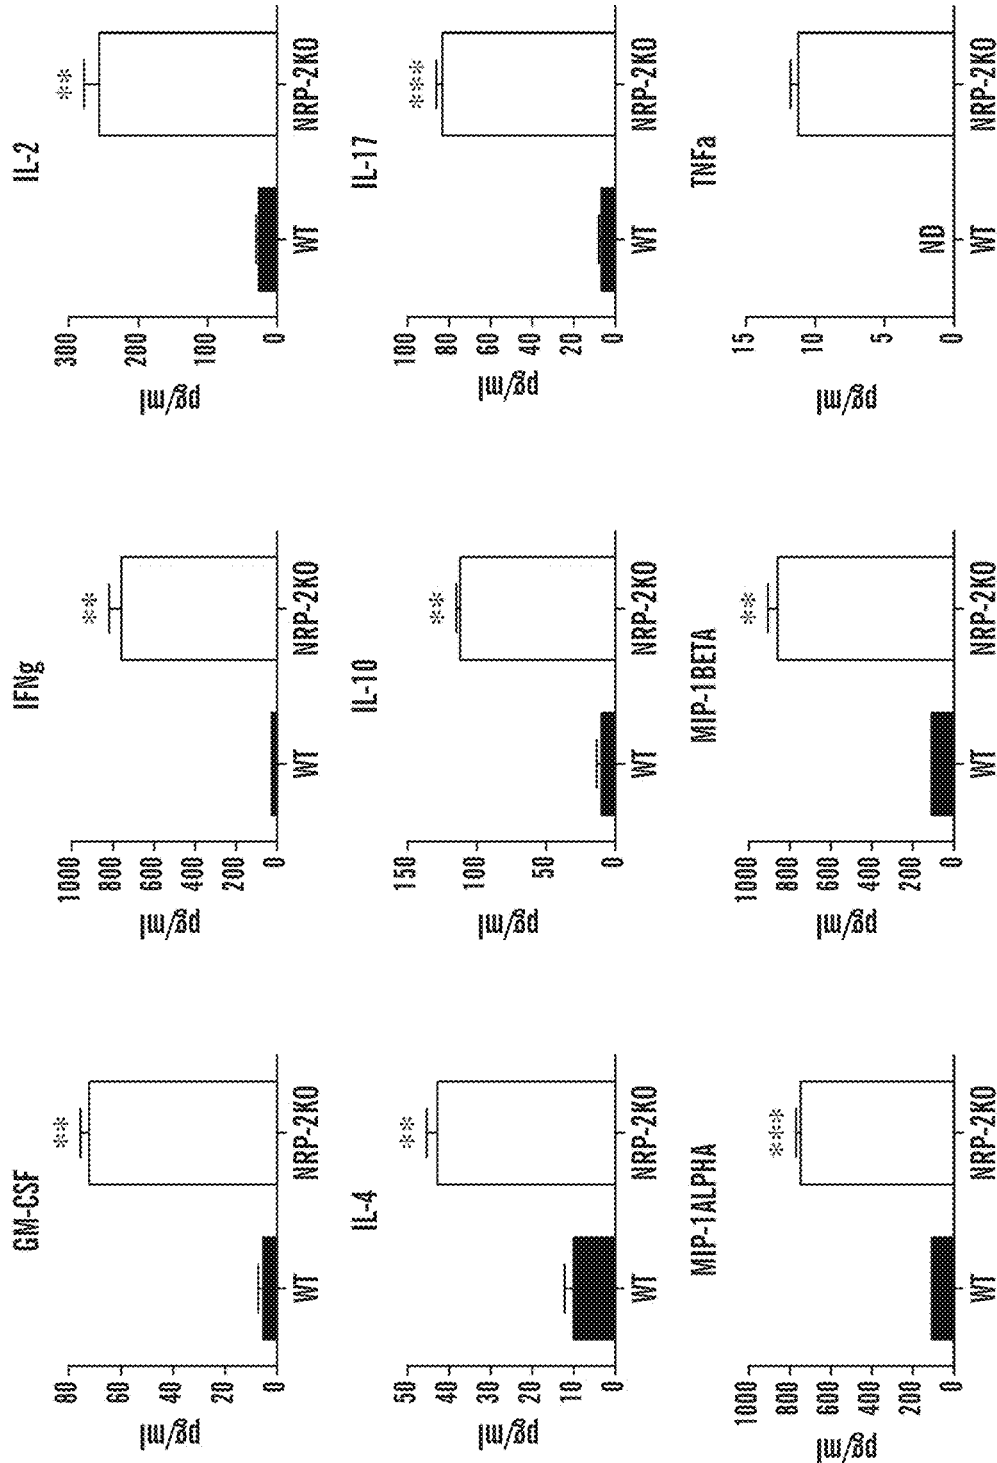 GM-CSF
**
80
60
40
20
0
pg/ml
WT
NRP-2KO
IFNg
**
1000
800
600
400
200
0
pg/ml
WT
NRP-2KO
IL-2
**
300
200
100
0
pg/ml
WT
NRP-2KO
IL-4
**
50
40
30
20
10
0
pg/ml
WT
NRP-2KO
IL-10
**
150
100
50
0
pg/ml
WT
NRP-2KO
IL-17
***
100
80
60
40
20
0
pg/ml
WT
NRP-2KO
MIP-1ALPHA
***
1000
800
600
400
200
0
pg/ml
WT
NRP-2KO
MIP-1BETA
**
1000
800
600
400
200
0
pg/ml
WT
NRP-2KO
TNFa
15
10
5
0
pg/ml
ND
WT
NRP-2KO